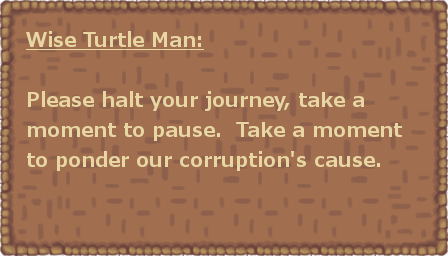 Wise Turtle Man:
Please halt your journey, take a
moment to pause.  Take a moment
to ponder our corruption's cause.